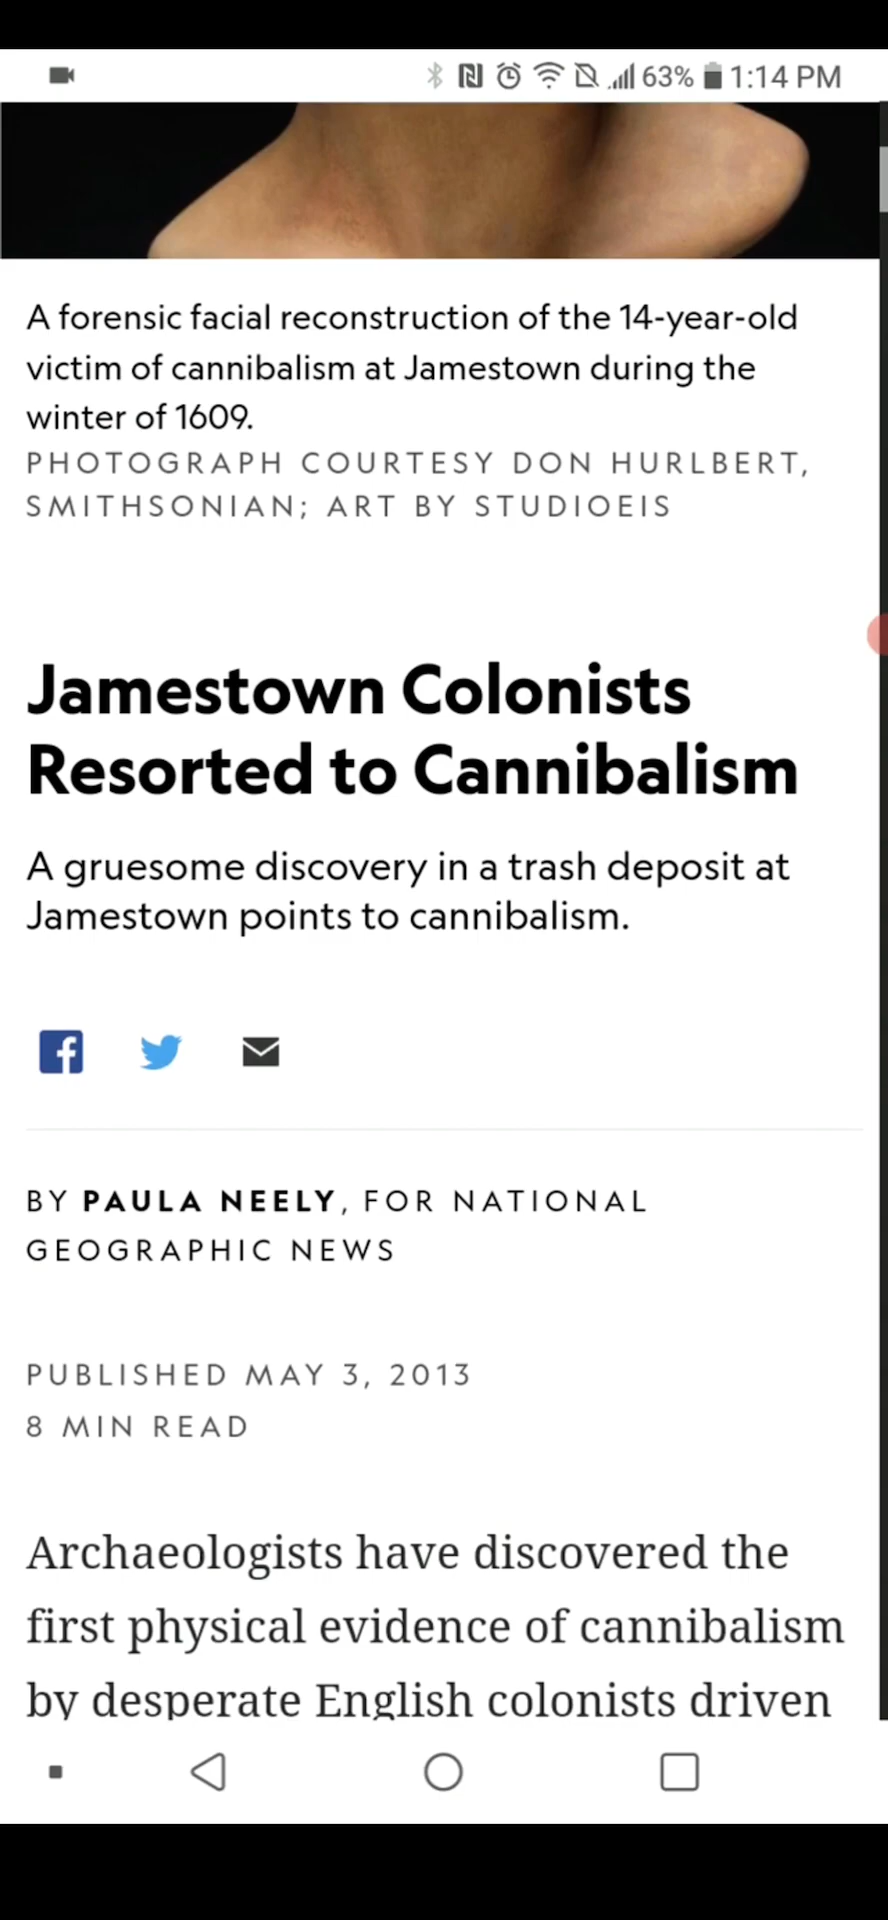 63% 1:14 PM
A forensic facial reconstruction of the 14-year-old
victim of cannibalism at Jamestown during the
winter of 1609.
PHOTOGRAPH COURTESY DON HURLBERT,
SMITHSONIAN; ART BY STUDIOEIS
Jamestown Colonists
Resorted to Cannibalism
A gruesome discovery in a trash deposit at
Jamestown points to cannibalism.
BY PAULA NEELY, FOR NATIONAL
GEOGRAPHIC NEWS
PUBLISHED MAY 3, 2013
8 MIN READ
Archaeologists have discovered the
first physical evidence of cannibalism
by desperate English colonists driven